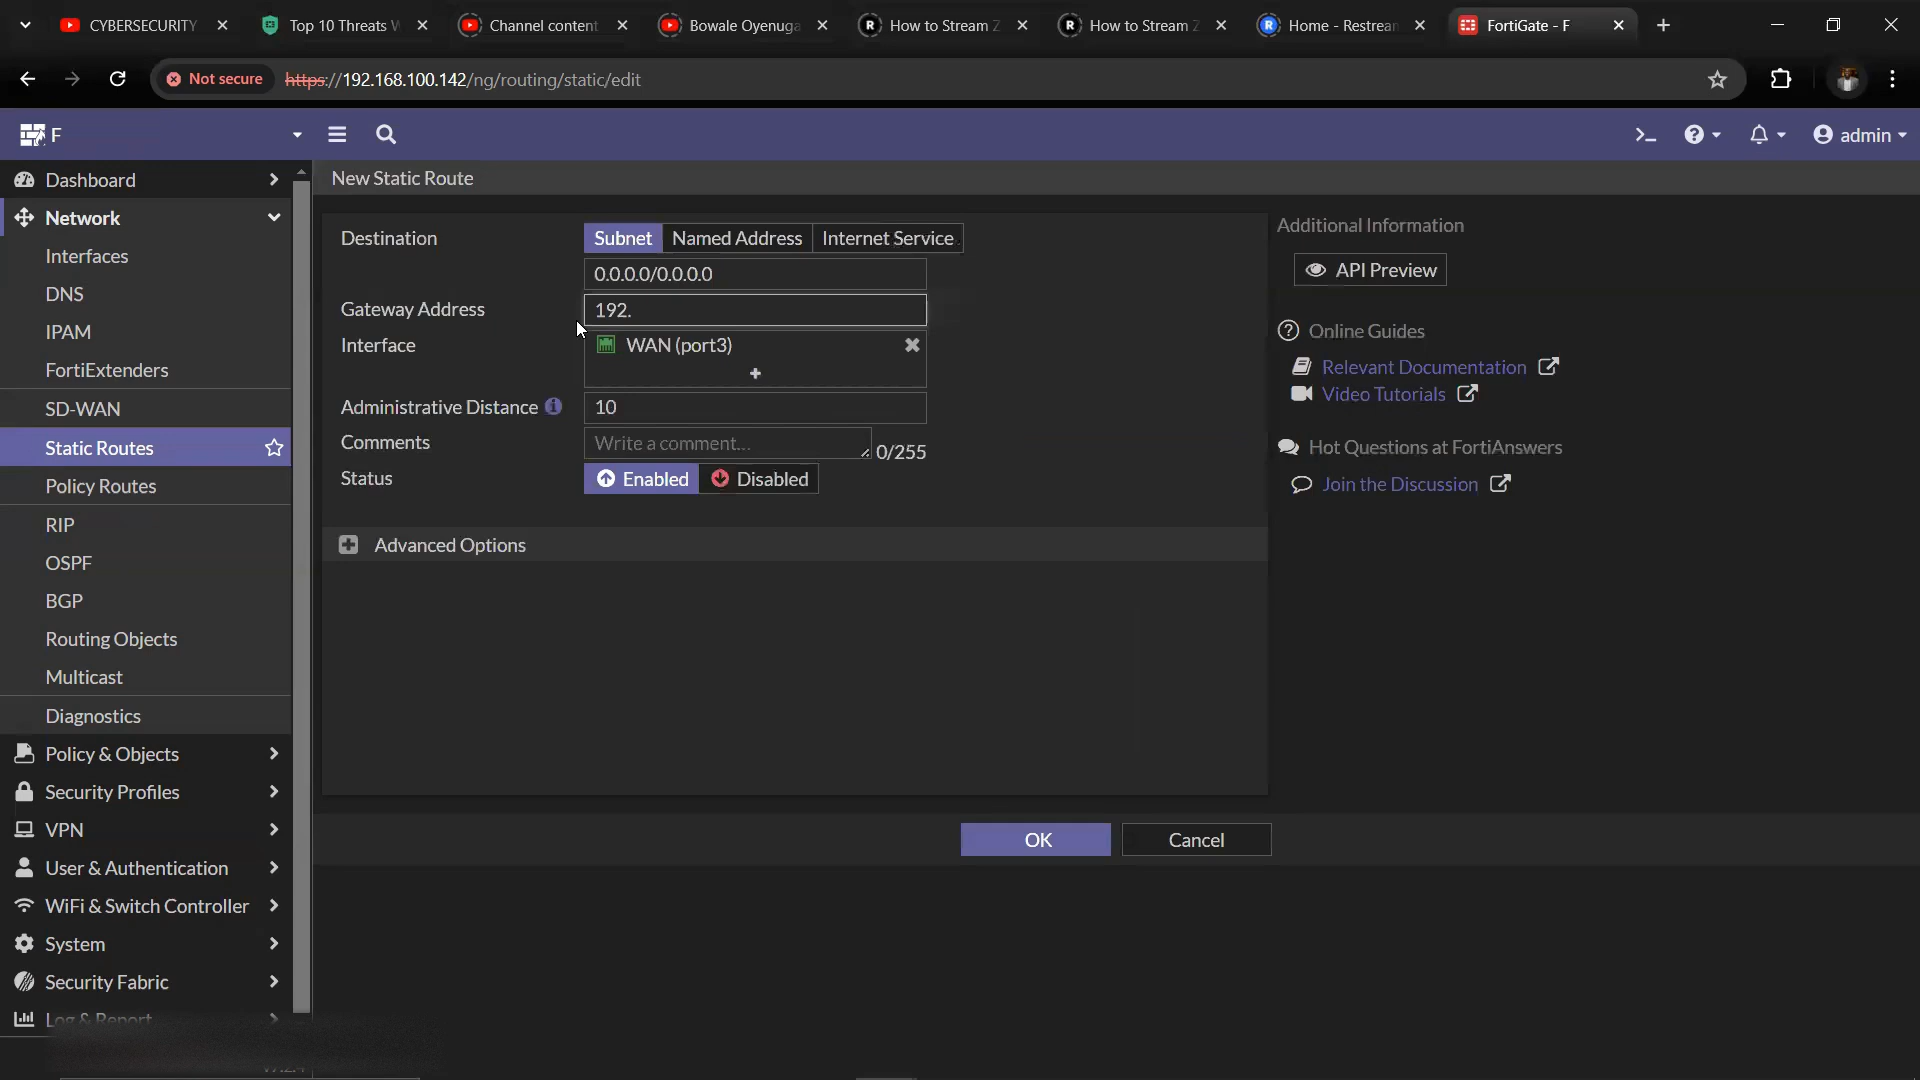 CYBERSECURITY
Top 10 Threats
Channel content
Bowale Oyenuga
How to Stream Z
How to Stream Z
Home - Restream
FortiGate - F
Not secure
https://192.168.100.142/ng/routing/static/edit
F
admin
Dashboard
Network
Interfaces
DNS
IPAM
FortiExtenders
SD-WAN
Static Routes
Policy Routes
RIP
OSPF
BGP
Routing Objects
Multicast
Diagnostics
Policy & Objects
Security Profiles
VPN
User & Authentication
WiFi & Switch Controller
System
Security Fabric
Log & Report
New Static Route
Destination
Subnet
Named Address
Internet Service
0.0.0.0/0.0.0.0
Gateway Address
192.
Interface
WAN (port3)
Administrative Distance
10
Comments
Write a comment...
0/255
Status
Enabled
Disabled
Advanced Options
OK
Cancel
Additional Information
API Preview
Online Guides
Relevant Documentation
Video Tutorials
Hot Questions at FortiAnswers
Join the Discussion